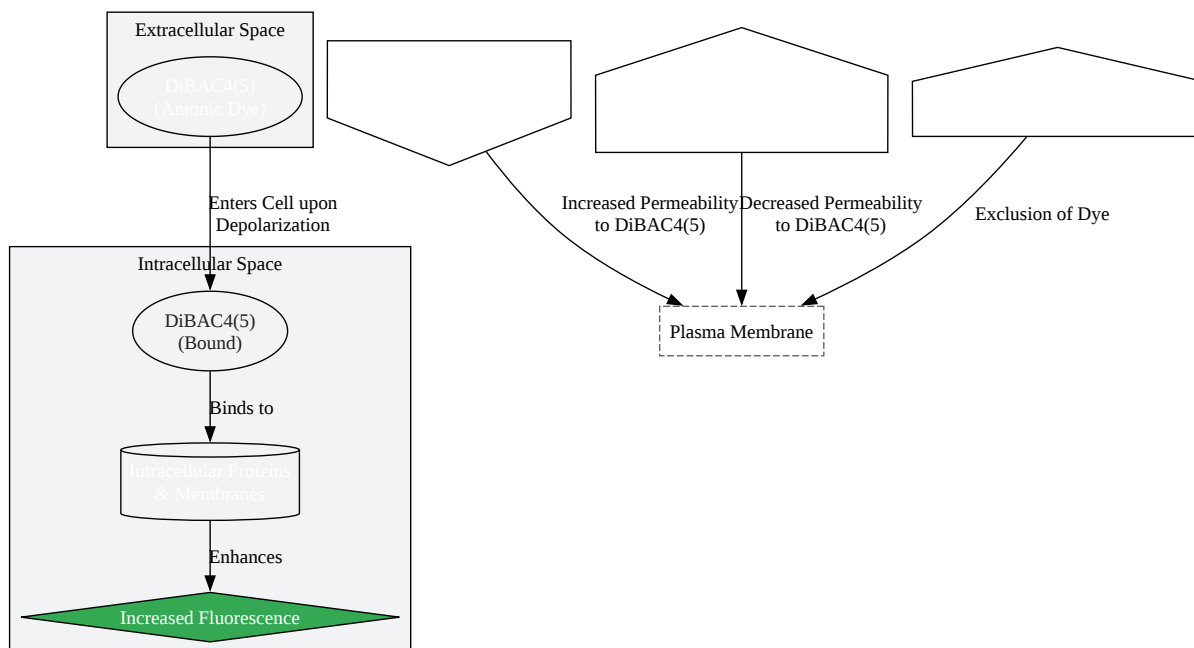 Extracellular Space
DiBAC4(5)
(Anionic Dye)
Enters Cell upon
Depolarization
Intracellular Space
DiBAC4(5)
(Bound)
Binds to
Intracellular Proteins
& Membranes
Enhances
Increased Fluorescence
Increased Permeability
to DiBAC4(5)
Decreased Permeability
to DiBAC4(5)
Exclusion of Dye
Plasma Membrane